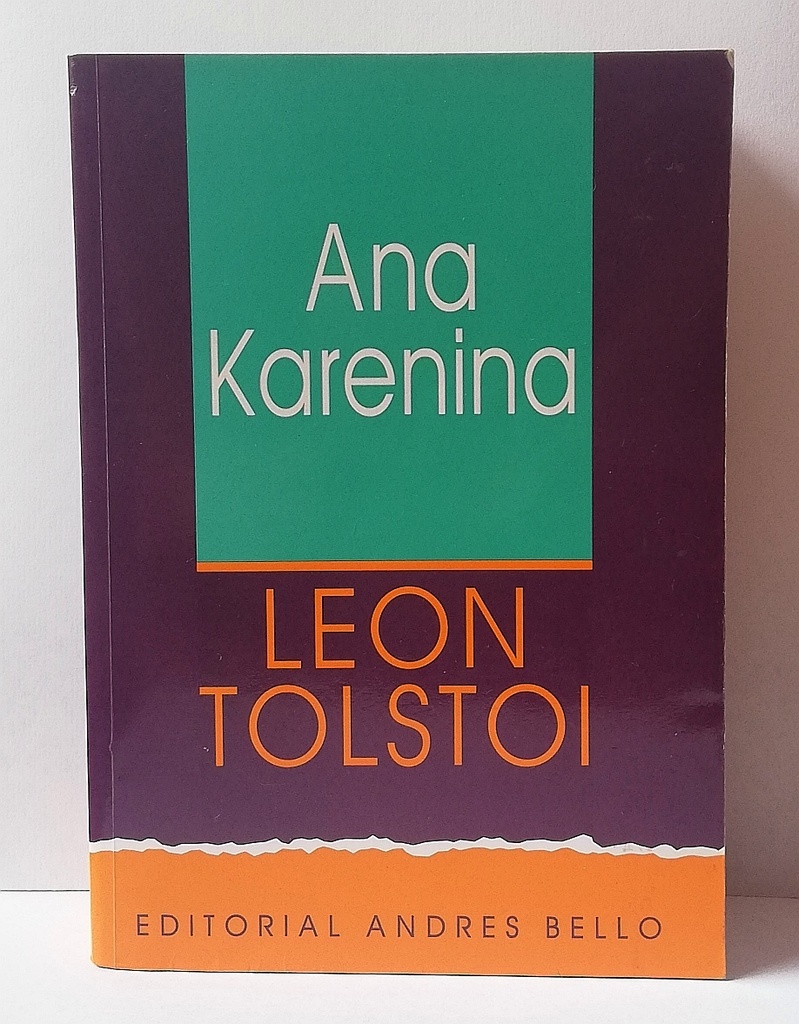 Ana
Karenina
LEON
TOLSTOI
EDITORIAL ANDRES BELLO